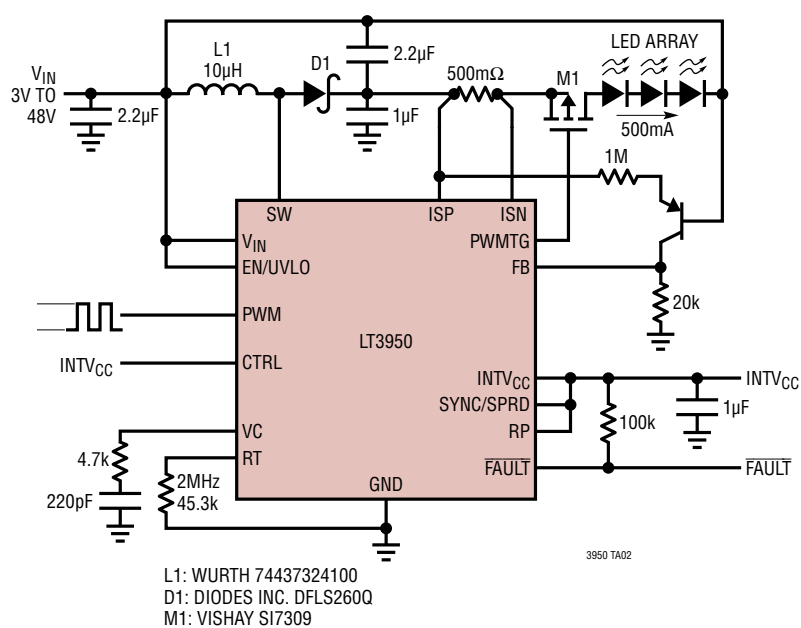 L1
10µH
D1
2.2µF
500mΩ
M1
LED ARRAY
VIN
3V TO
48V
2.2µF
1µF
500mA
1M
SW
ISP
ISN
VIN
PWMTG
EN/UVLO
FB
20k
PWM
LT3950
INTVCC
CTRL
INTVCC
INTVCC
SYNC/SPRD
1µF
100k
VC
RP
4.7k
RT
FAULT
FAULT
2MHz
45.3k
GND
220pF
3950 TA02
L1: WURTH 74437324100
D1: DIODES INC. DFLS260Q
M1: VISHAY SI7309